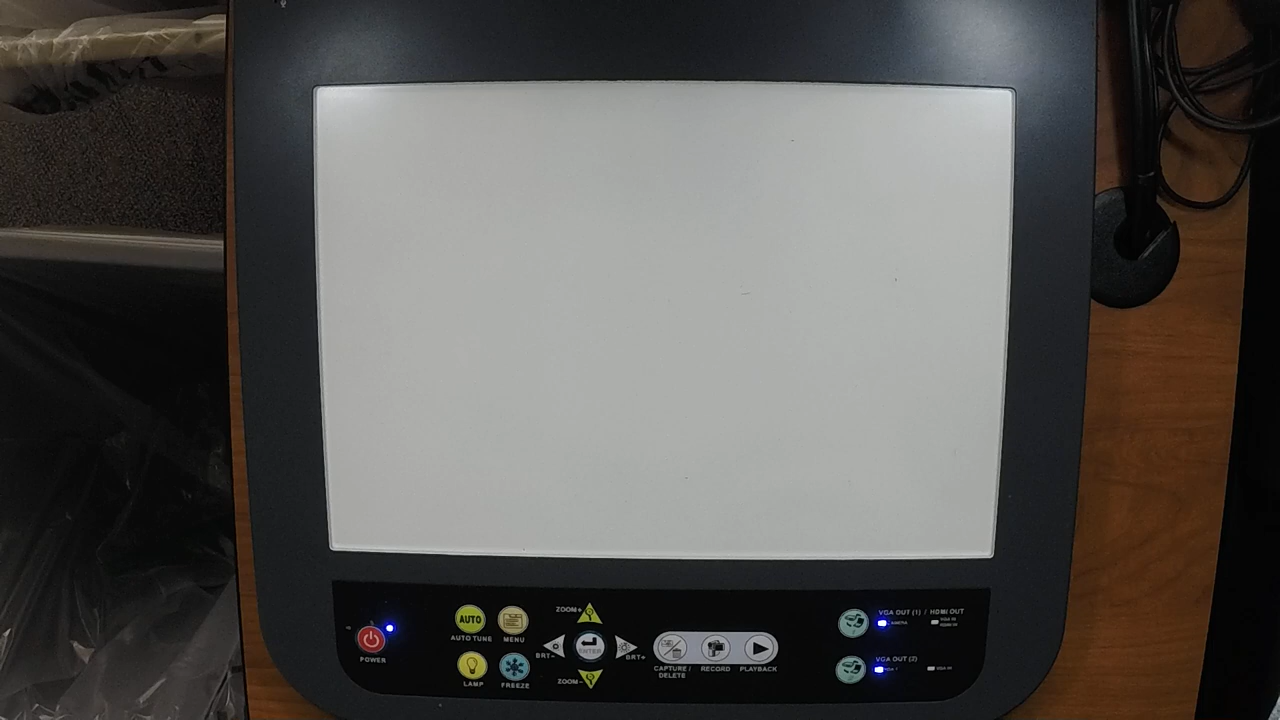 ZOOM+
VGA OUT (1) / HDMI OUT
AUTO
AUTO TUNE
MENU
ENTER
BRT-
BRT+
POWER
VGA OUT (2)
CAPTURE / DELETE
RECORD
PLAYBACK
LAMP
FREEZE
ZOOM-